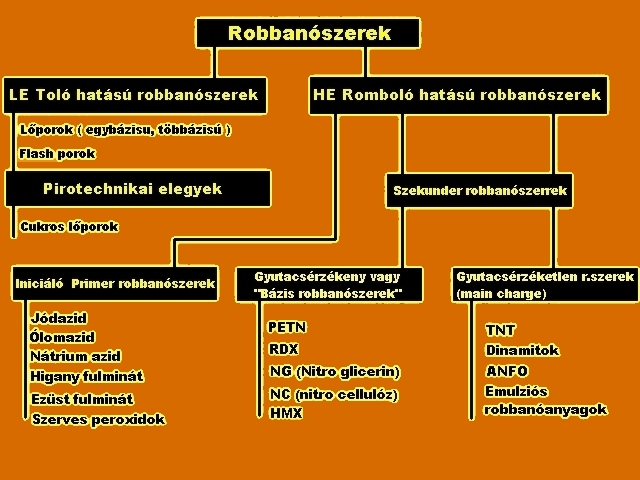 Robbanószerek
LE Toló hatású robbanószerek
HE Romboló hatású robbanószerek
Lőporok ( egybázisu, többázisú )
Flash porok
Pirotechnikai elegyek
Szekunder robbanószerrek
Cukros lőporok
Iniciáló Primer robbanószerek
Gyutacsérzékeny vagy
"Bázis robbanószerek"
Gyutacsérzéketlen r.szerek
(main charge)
Jódazid
Ólomazid
Nátrium azid
Higany fulminát
Ezüst fulminát
Szerves peroxidok
PETN
RDX
NG (Nitro glicerin)
NC (nitro cellulóz)
HMX
TNT
Dinamitok
ANFO
Emulziós
robbanóanyagok